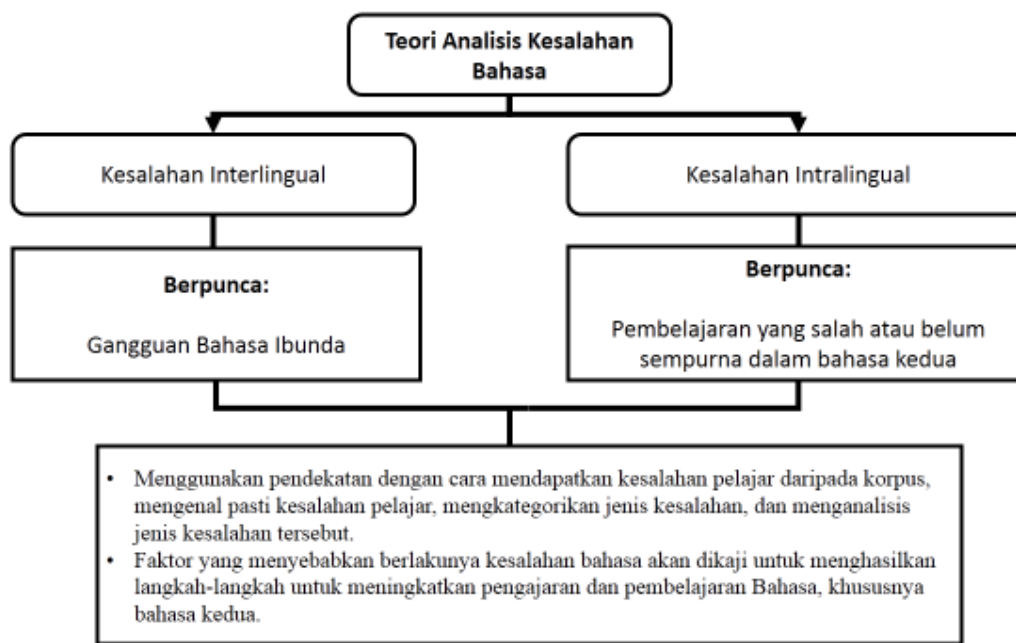 Teori Analisis Kesalahan
Bahasa
Kesalahan Interlingual
Kesalahan Intralingual
Berpunca:
Gangguan Bahasa Ibunda
Berpunca:
Pembelajaran yang salah atau belum
sempurna dalam bahasa kedua
• Menggunakan pendekatan dengan cara mendapatkan kesalahan pelajar daripada korpus,
mengenal pasti kesalahan pelajar, mengkategorikan jenis kesalahan, dan menganalisis
jenis kesalahan tersebut.
• Faktor yang menyebabkan berlakunya kesalahan bahasa akan dikaji untuk menghasilkan
langkah-langkah untuk meningkatkan pengajaran dan pembelajaran Bahasa, khususnya
bahasa kedua.